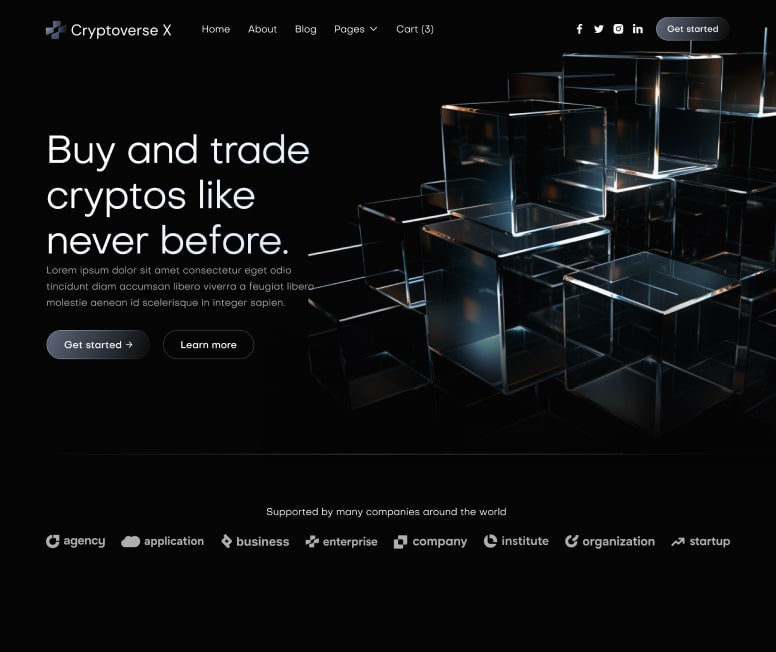 Cryptoverse X Home About Blog Pages Cart (3) Get started
Buy and trade
cryptos like
never before.
Lorem ipsum dolor sit amet consectetur eget odio
tincidunt diam accumsan libero viverra a feugiat libero
molestie aenean id scelerisque in integer sapien.
Get started → Learn more
Supported by many companies around the world
agency application business enterprise company institute organization startup